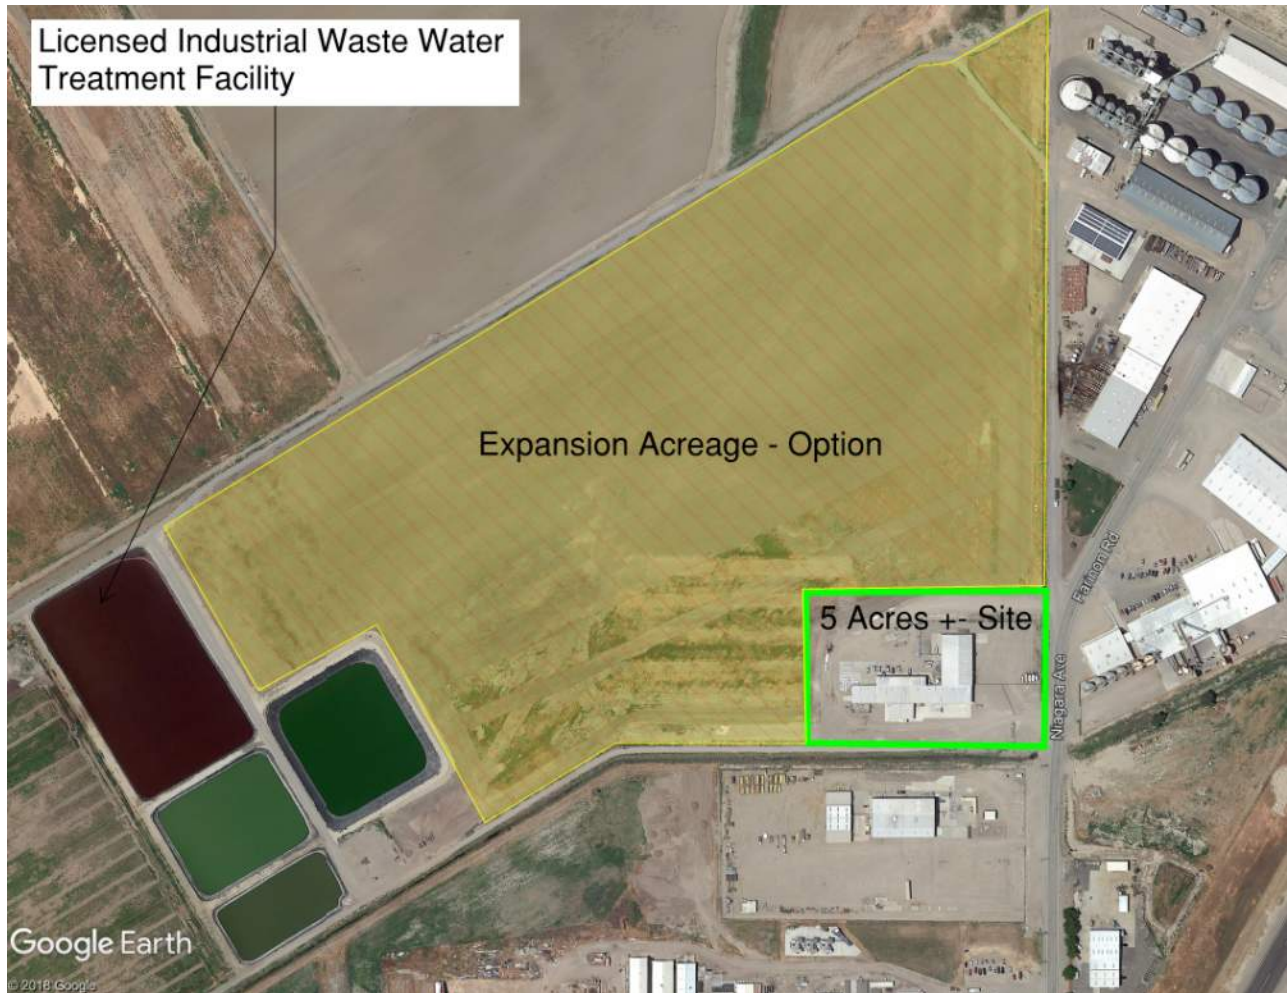 Licensed Industrial Waste Water
Treatment Facility
Expansion Acreage - Option
5 Acres +- Site
Farinon Rd
Niagara Ave
Google Earth
© 2018 Google